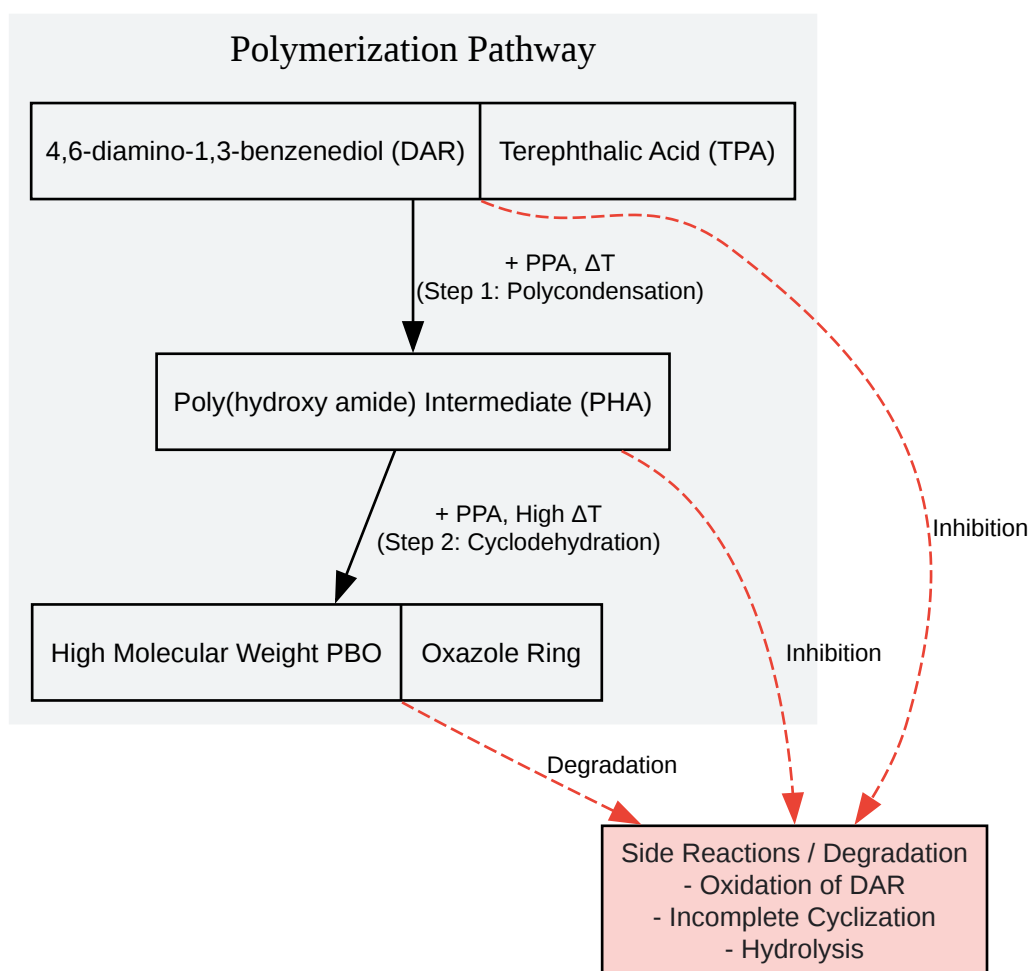 Polymerization Pathway
4,6-diamino-1,3-benzenediol (DAR)
Terephthalic Acid (TPA)
+ PPA, ΔT
(Step 1: Polycondensation)
Poly(hydroxy amide) Intermediate (PHA)
+ PPA, High ΔT
(Step 2: Cyclodehydration)
Inhibition
High Molecular Weight PBO
Oxazole Ring
Inhibition
Degradation
Side Reactions / Degradation
- Oxidation of DAR
- Incomplete Cyclization
- Hydrolysis